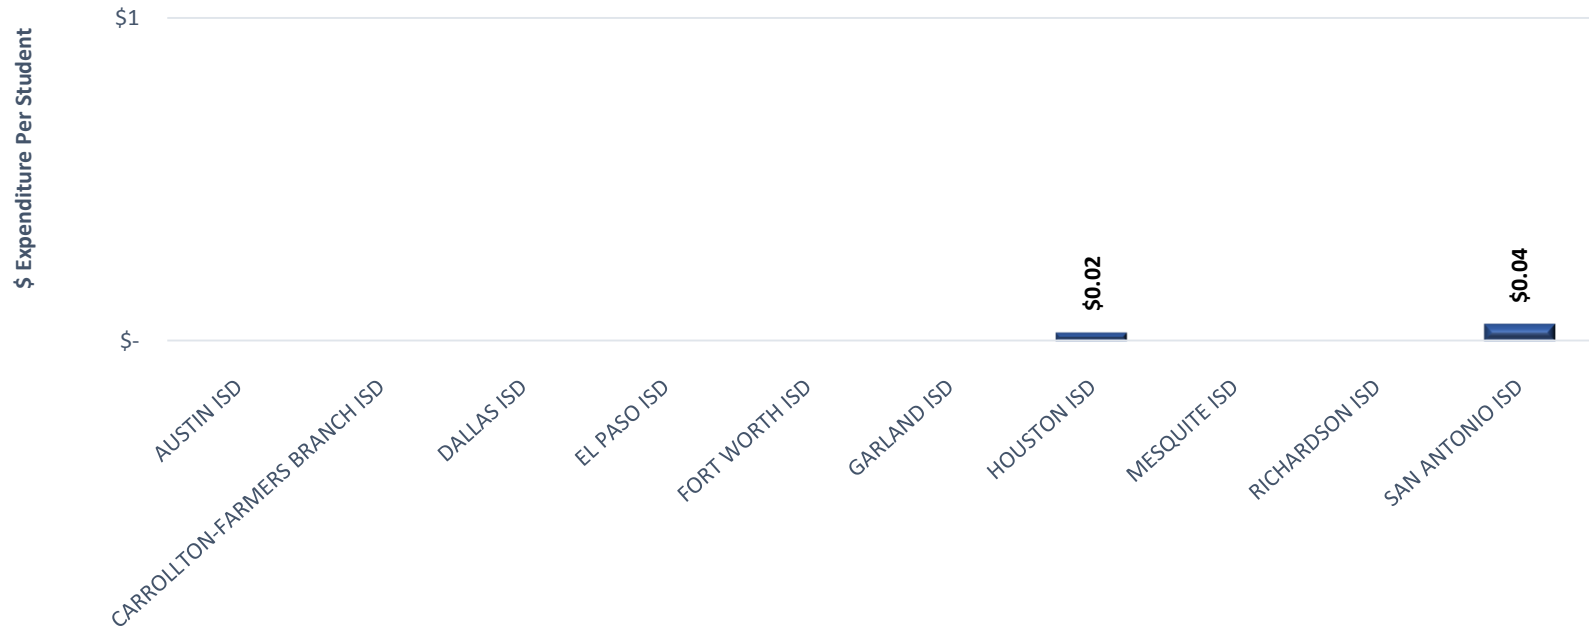 $ Expenditure Per Student
$1
$-
$0.02
$0.04
AUSTIN ISD
CARROLLTON-FARMERS BRANCH ISD
DALLAS ISD
EL PASO ISD
FORT WORTH ISD
GARLAND ISD
HOUSTON ISD
MESQUITE ISD
RICHARDSON ISD
SAN ANTONIO ISD